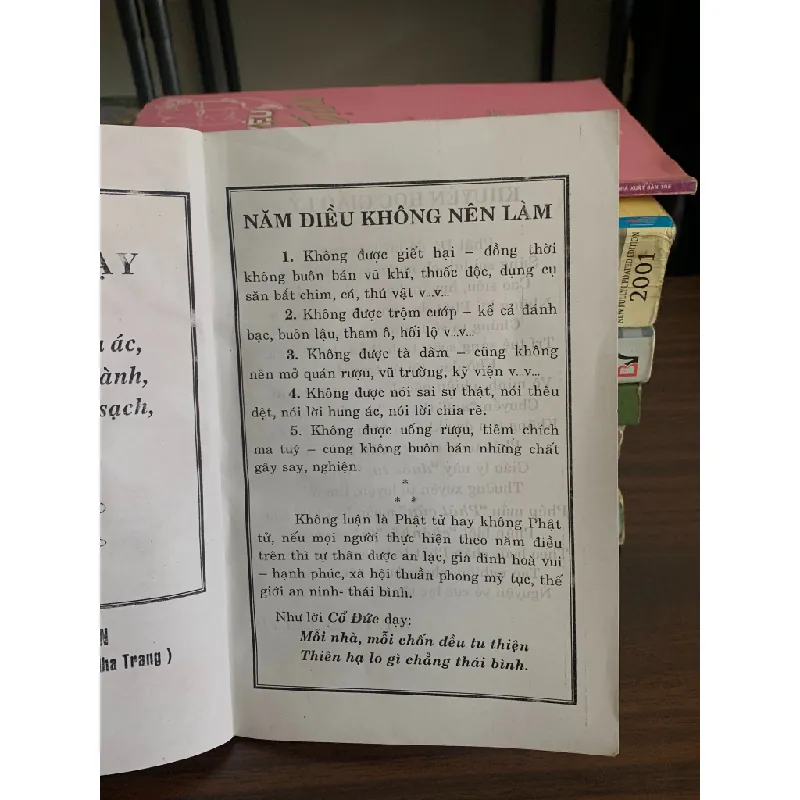 ẠY
ác,
ành,
sạch,
ha Trang )
NĂM DIỀU KHÔNG NÊN LÀM
1. Không được giết hại – đồng thời
không buôn bán vũ khí, thuốc độc, dụng cụ
săn bắt chim, cá, thú vật v..v...
2. Không được trộm cướp – kể cả đánh
bạc, buôn lậu, tham ô, hối lộ v..v...
3. Không được tà dâm – cũng không
nên mở quán rượu, vũ trường, kỹ viện v..v...
4. Không được nói sai sự thật, nói thêu
dệt, nói lời hung ác, nói lời chia rẽ.
5. Không được uống rượu, tiêm chích
ma tuý – cũng không buôn bán những chất
gây say, nghiện.
*
* *
Không luận là Phật tử hay không Phật
tử, nếu mọi người thực hiện theo năm điều
trên thì tự thân được an lạc, gia đình hoà vui
– hạnh phúc, xã hội thuần phong mỹ tục, thế
giới an ninh- thái bình.
Như lời Cổ Đức dạy:
Mỗi nhà, mỗi chốn đều tu thiện
Thiên hạ lo gì chẳng thái bình.
NEW FULLY UPDATED EDITION
2001